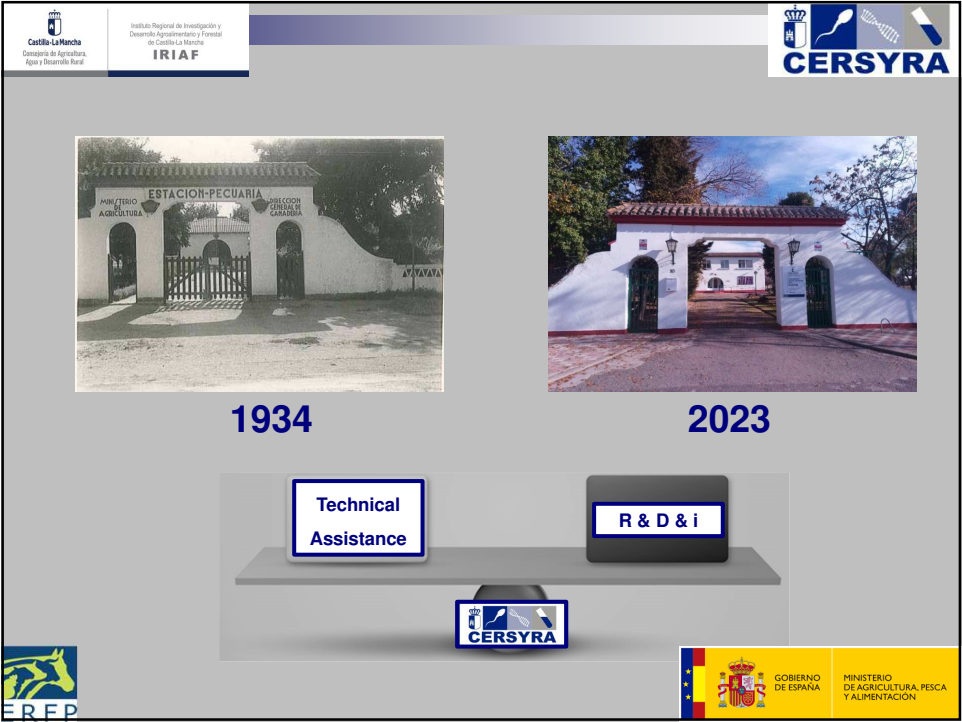 Castilla-La Mancha
Consejería de Agricultura,
Agua y Desarrollo Rural
Instituto Regional de Investigación y
Desarrollo Agroalimentario y Forestal
de Castilla-La Mancha
IRIAF
CERSYRA
ESTACION-PECUARIA
MINISTERIO
DE
AGRICULTURA
DIRECCION
GENERAL DE
GANADERIA
1934
2023
Technical
Assistance
R & D & i
CERSYRA
ERFP
GOBIERNO
DE ESPAÑA
MINISTERIO
DE AGRICULTURA, PESCA
Y ALIMENTACIÓN